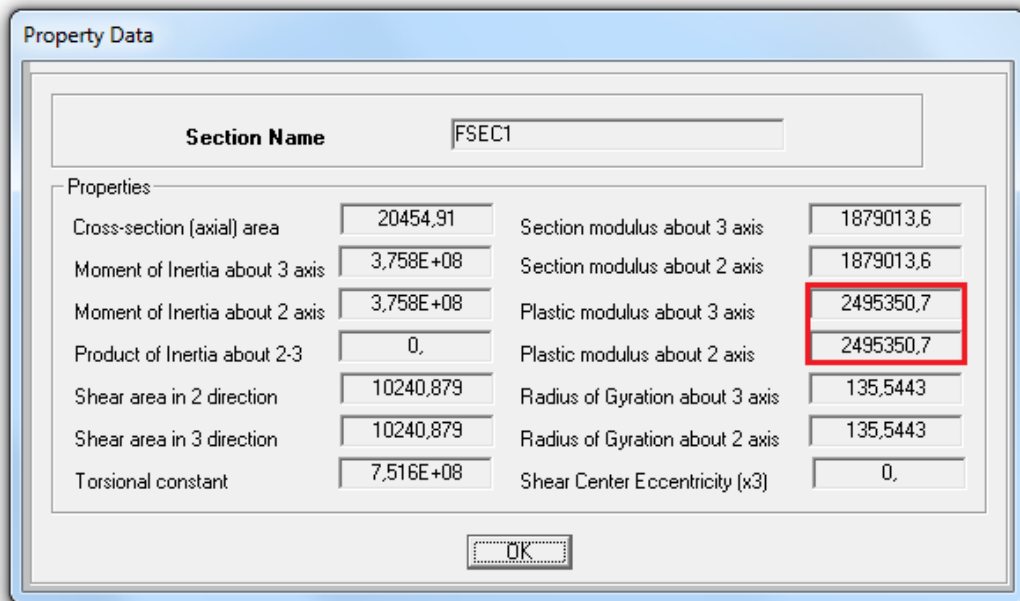 Property Data
Section Name FSEC1
Properties
Cross-section (axial) area 20454,91 Section modulus about 3 axis 1879013,6
Moment of Inertia about 3 axis 3,758E+08 Section modulus about 2 axis 1879013,6
Moment of Inertia about 2 axis 3,758E+08 Plastic modulus about 3 axis 2495350,7
Product of Inertia about 2-3 0, Plastic modulus about 2 axis 2495350,7
Shear area in 2 direction 10240,879 Radius of Gyration about 3 axis 135,5443
Shear area in 3 direction 10240,879 Radius of Gyration about 2 axis 135,5443
Torsional constant 7,516E+08 Shear Center Eccentricity (x3) 0,
OK